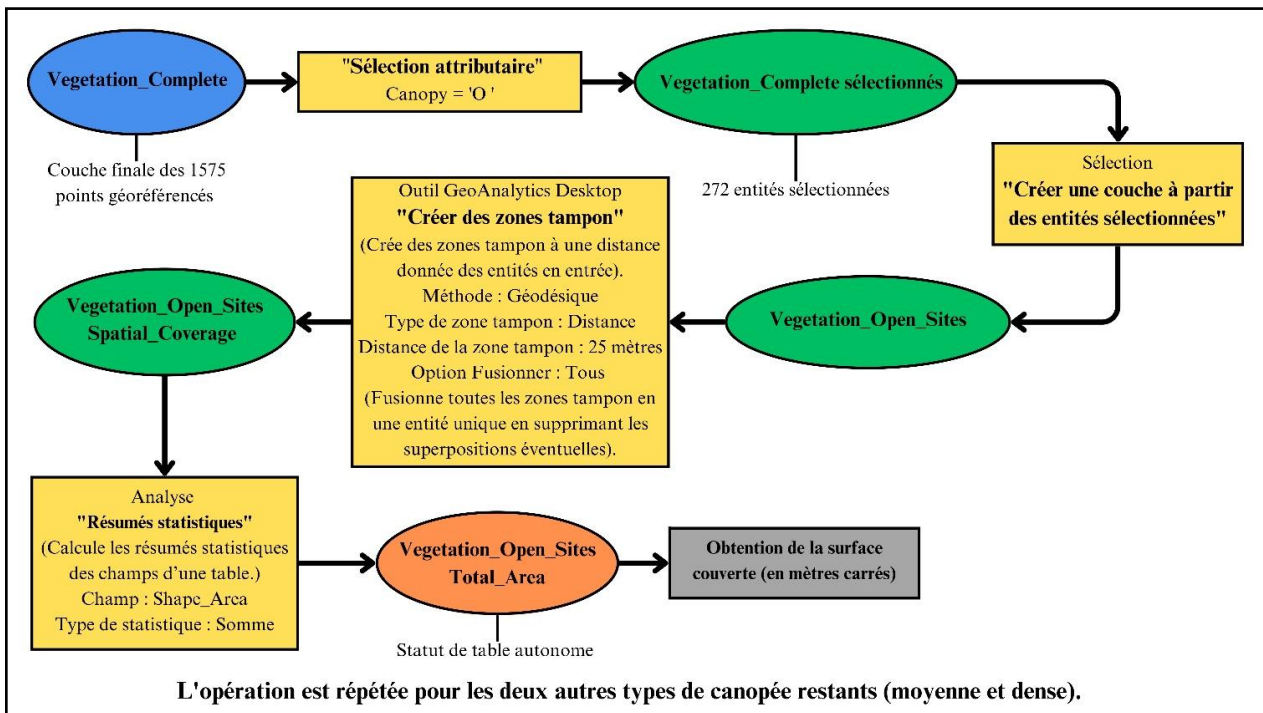 Vegetation_Complete
"Sélection attributaire"
Canopy = 'O '
Vegetation_Complete sélectionnés
Couche finale des 1575
points géoréférencés
272 entités sélectionnées
Sélection
"Créer une couche à partir
des entités sélectionnées"
Outil GeoAnalytics Desktop
"Créer des zones tampon"
(Crée des zones tampon à une distance
donnée des entités en entrée).
Méthode : Géodésique
Type de zone tampon : Distance
Distance de la zone tampon : 25 mètres
Option Fusionner : Tous
(Fusionne toutes les zones tampon en
une entité unique en supprimant les
superpositions éventuelles).
Vegetation_Open_Sites
Vegetation_Open_Sites
Spatial_Coverage
Analyse
"Résumés statistiques"
(Calcule les résumés statistiques
des champs d’une table.)
Champ : Shape_Area
Type de statistique : Somme
Vegetation_Open_Sites
Total_Area
Statut de table autonome
Obtention de la surface
couverte (en mètres carrés)
L'opération est répétée pour les deux autres types de canopée restants (moyenne et dense).